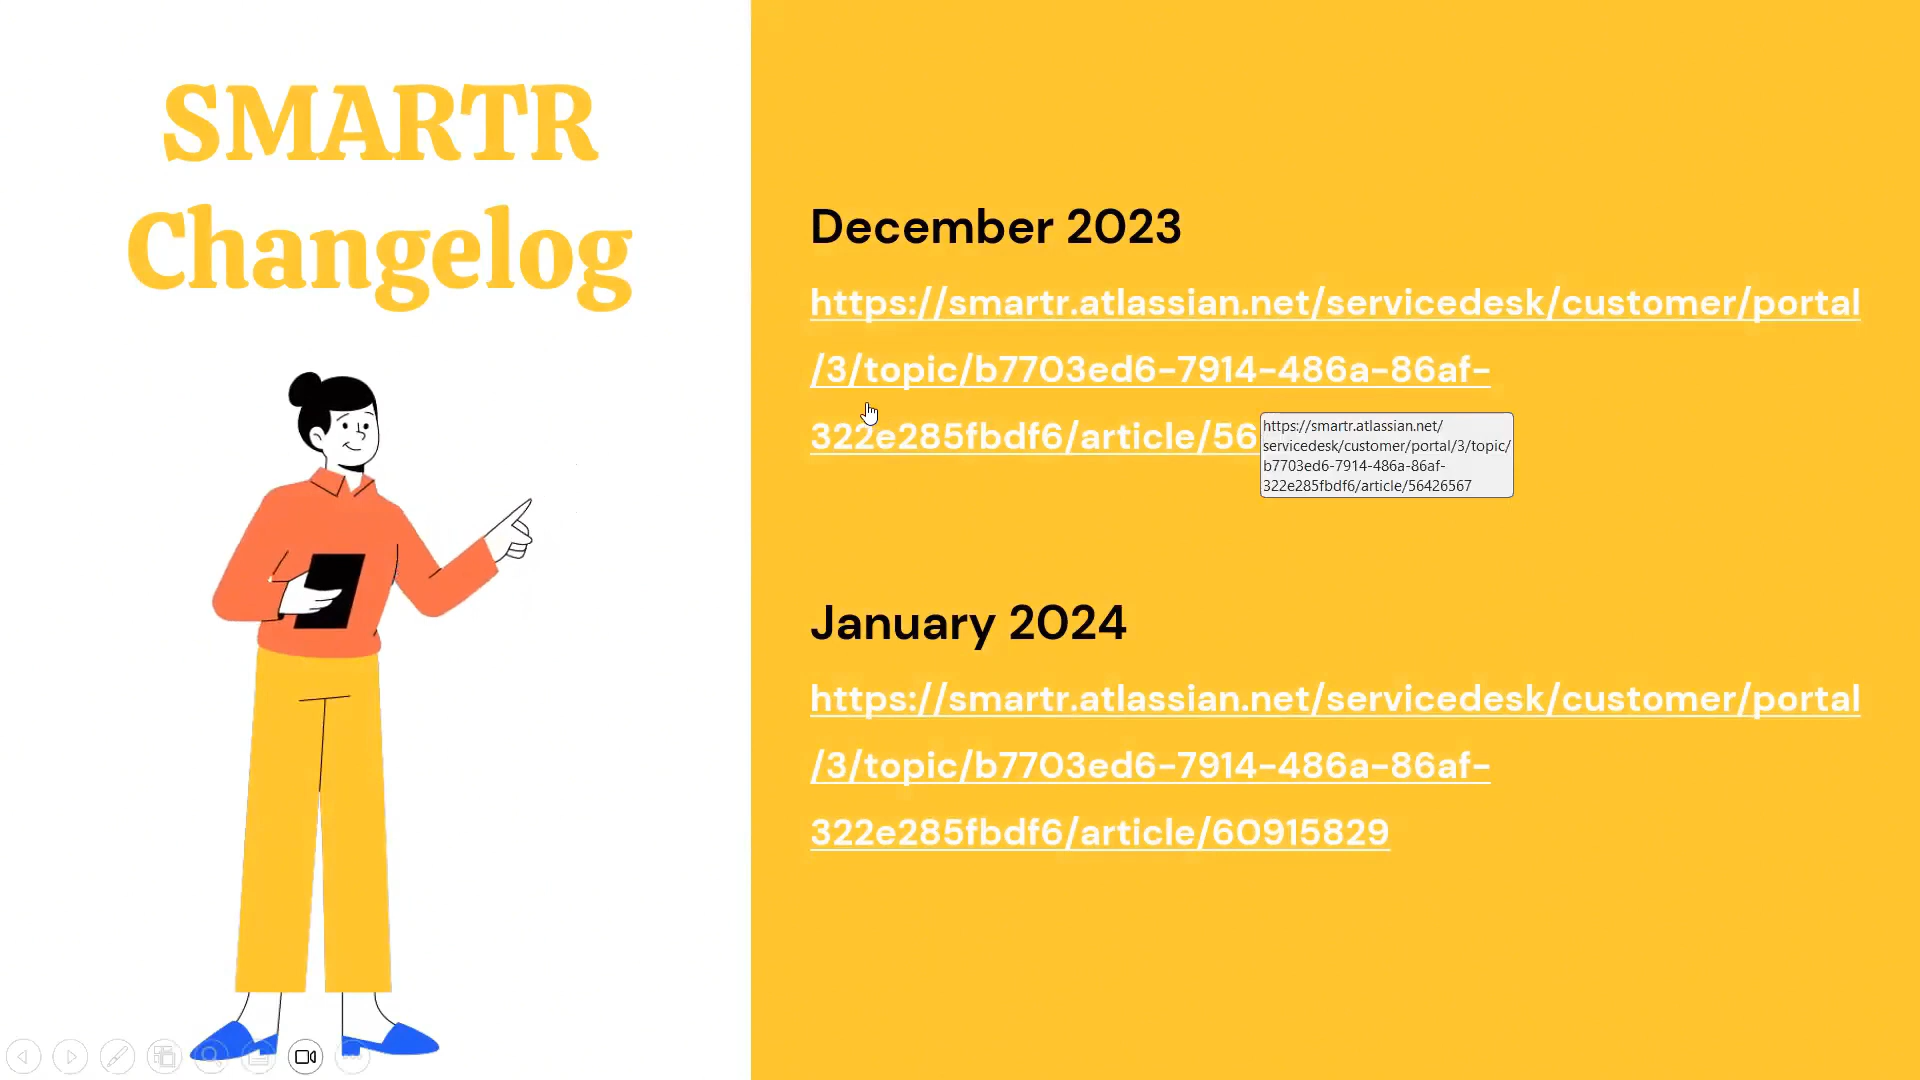 SMARTR
Changelog
December 2023
https://smartr.atlassian.net/servicedesk/customer/portal
/3/topic/b7703ed6-7914-486a-86af-
322e285fbdf6/article/56
https://smartr.atlassian.net/
servicedesk/customer/portal/3/topic/
b7703ed6-7914-486a-86af-
322e285fbdf6/article/56426567
January 2024
https://smartr.atlassian.net/servicedesk/customer/portal
/3/topic/b7703ed6-7914-486a-86af-
322e285fbdf6/article/60915829